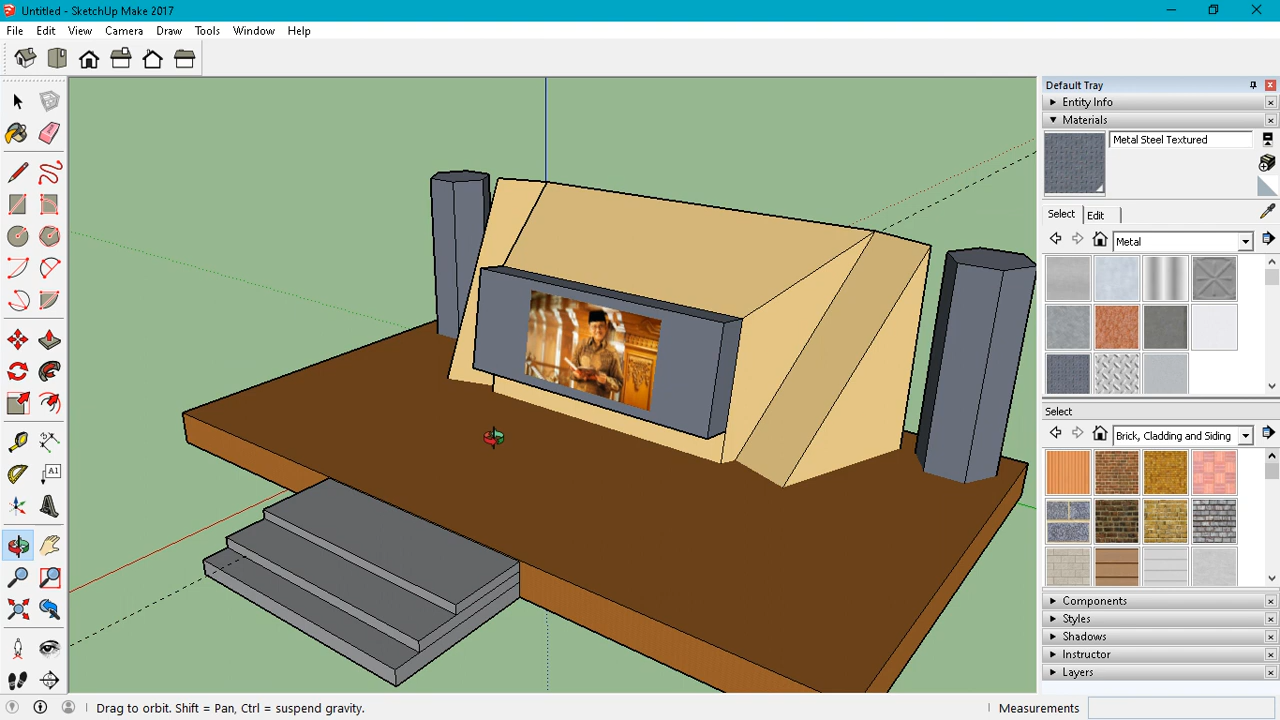 Untitled - SketchUp Make 2017
File Edit View Camera Draw Tools Window Help
Default Tray
Entity Info
Materials
Metal Steel Textured
Select Edit
Metal
Select
Brick, Cladding and Siding
Components
Styles
Shadows
Instructor
Layers
Drag to orbit. Shift = Pan, Ctrl = suspend gravity.
Measurements